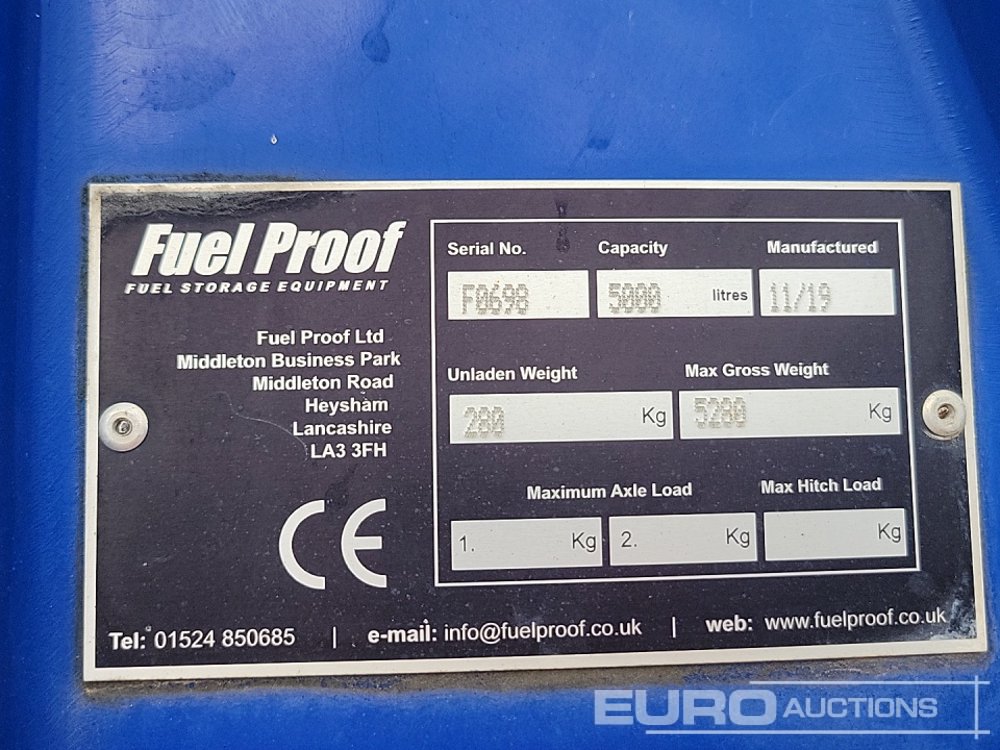 Fuel Proof
FUEL STORAGE EQUIPMENT
Fuel Proof Ltd
Middleton Business Park
Middleton Road
Heysham
Lancashire
LA3 3FH
CE
Serial No. Capacity Manufactured
F0698 5000 litres 11/19
Unladen Weight Max Gross Weight
280 Kg 5280 Kg
Maximum Axle Load Max Hitch Load
1. Kg 2. Kg Kg
Tel: 01524 850685 | e-mail: info@fuelproof.co.uk | web: www.fuelproof.co.uk
EURO AUCTIONS